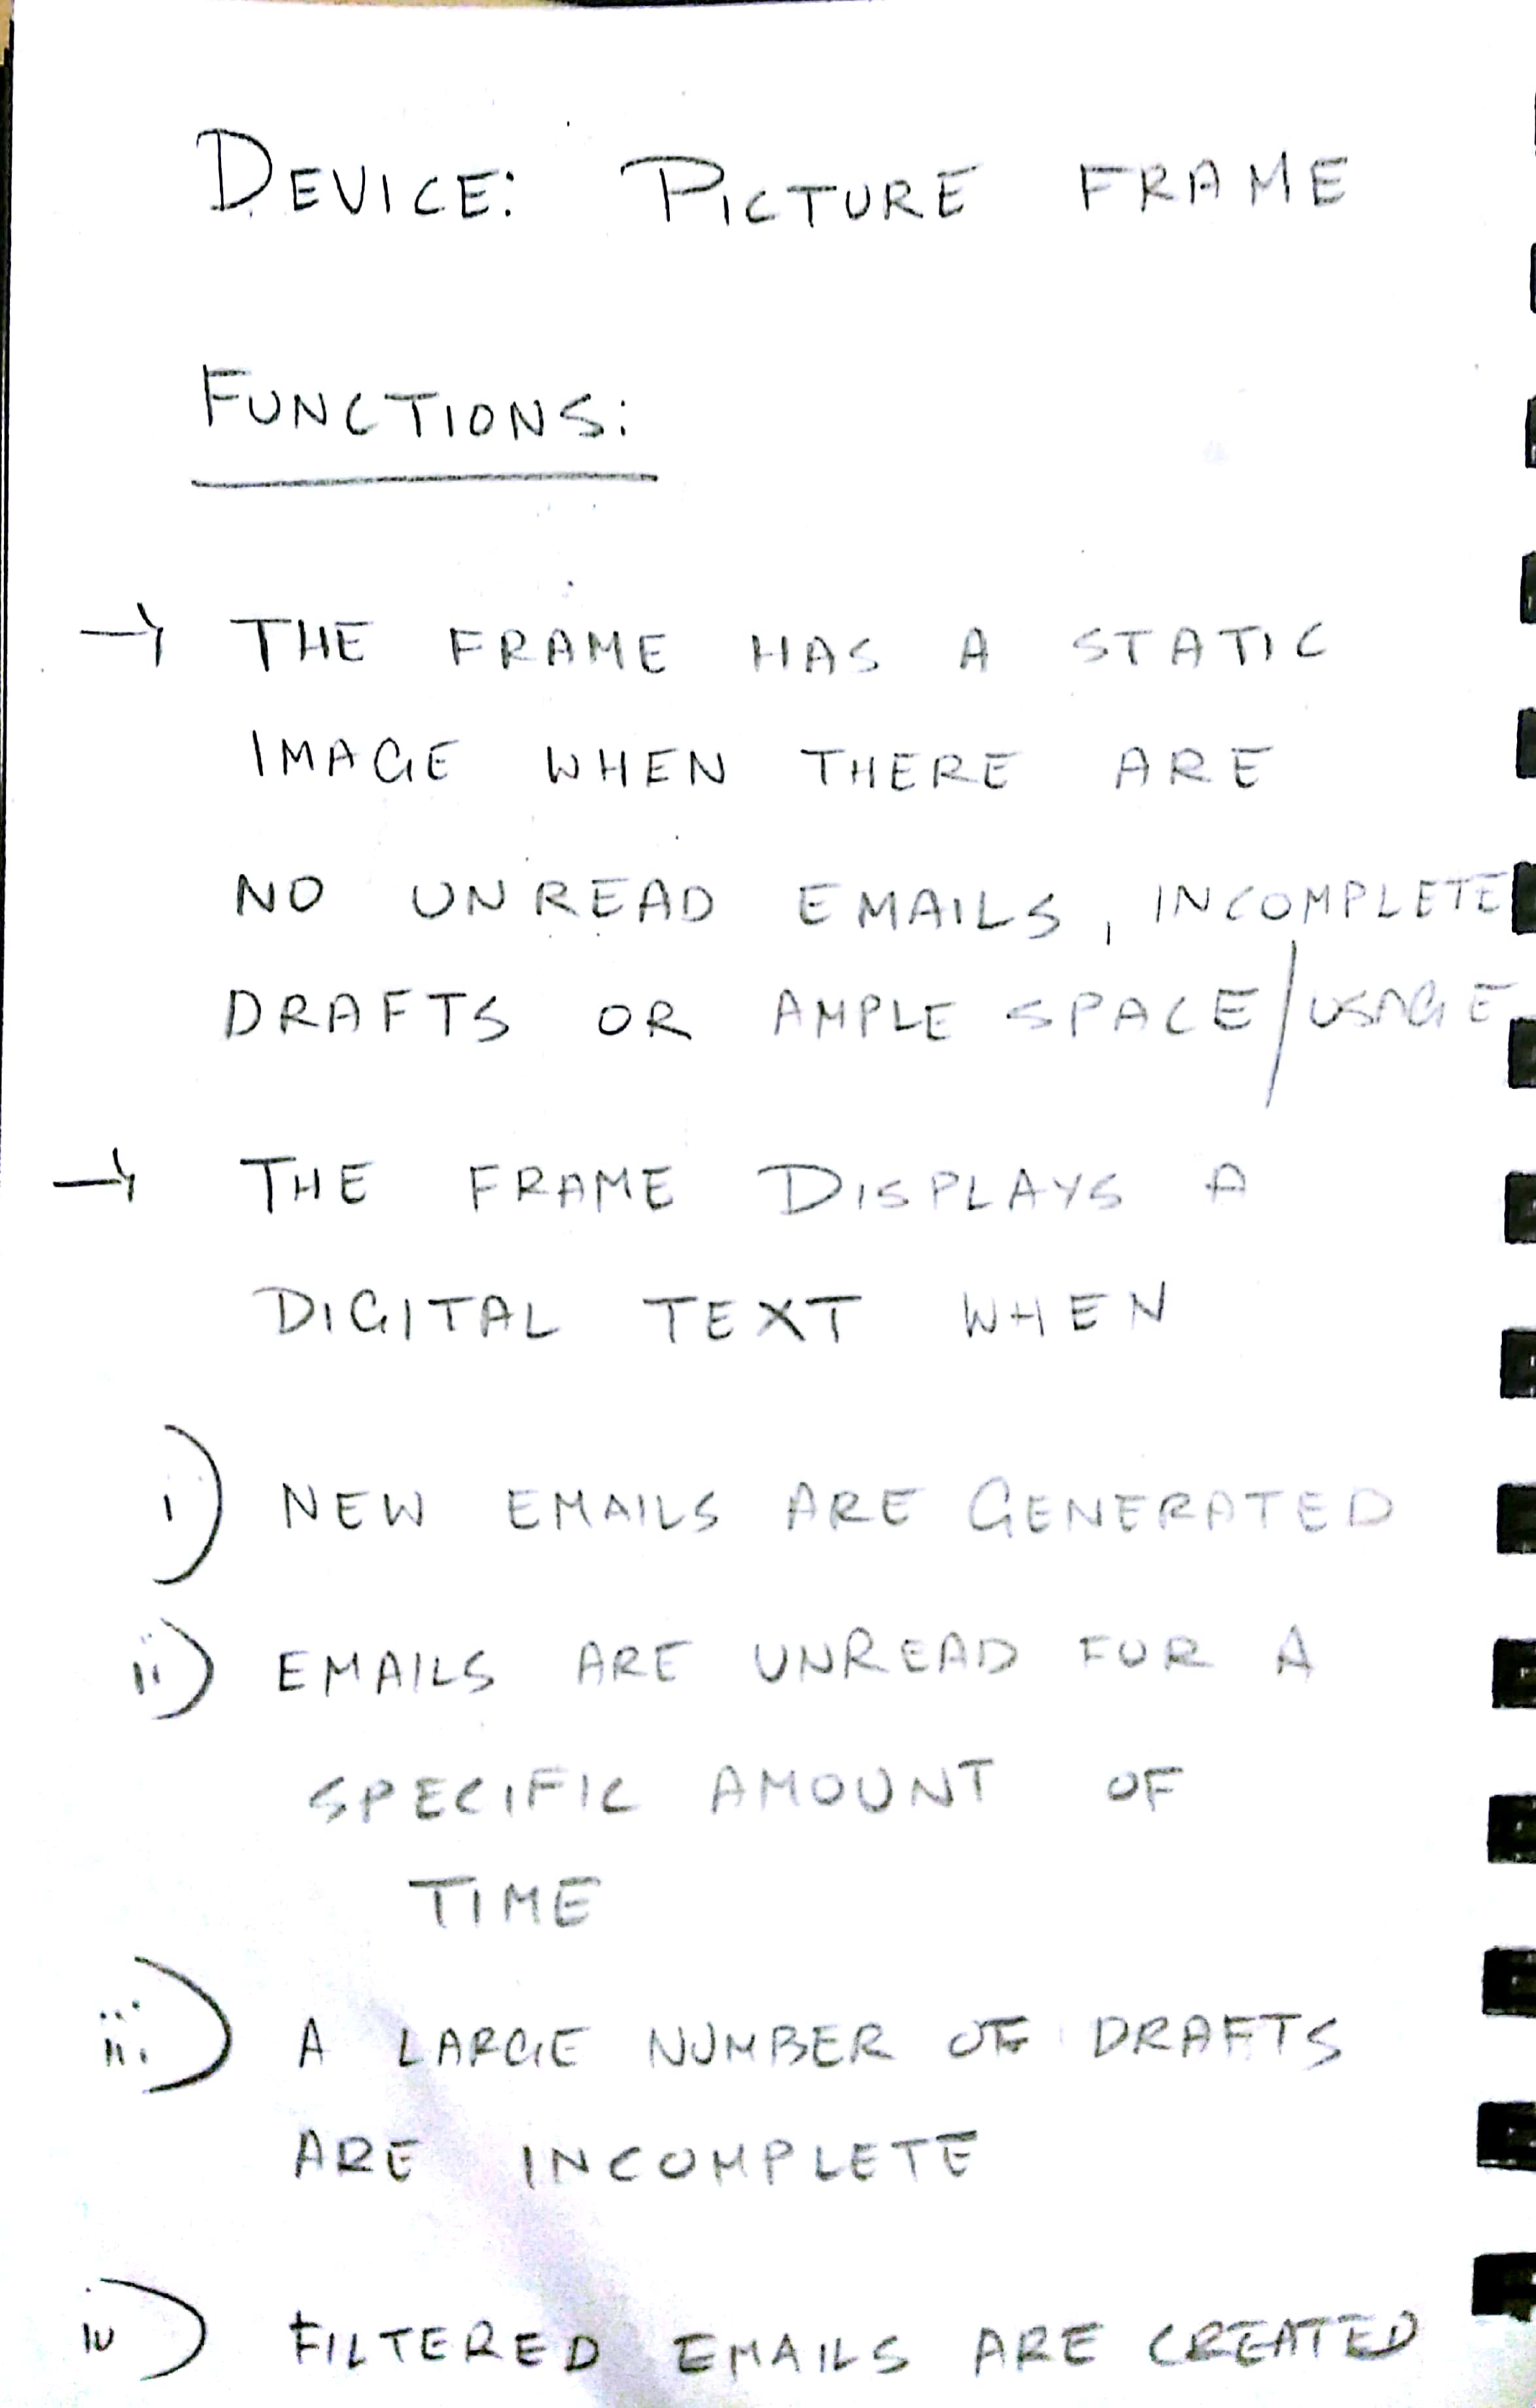 DEVICE: PICTURE FRAME
FUNCTIONS:
→ THE FRAME HAS A STATIC
IMAGE WHEN THERE ARE
NO UNREAD EMAILS, INCOMPLETE
DRAFTS OR AMPLE SPACE/USAGE
→ THE FRAME DISPLAYS A
DIGITAL TEXT WHEN
i) NEW EMAILS ARE GENERATED
ii) EMAILS ARE UNREAD FOR A
SPECIFIC AMOUNT OF
TIME
iii) A LARGE NUMBER OF DRAFTS
ARE INCOMPLETE
iv) FILTERED EMAILS ARE CREATED